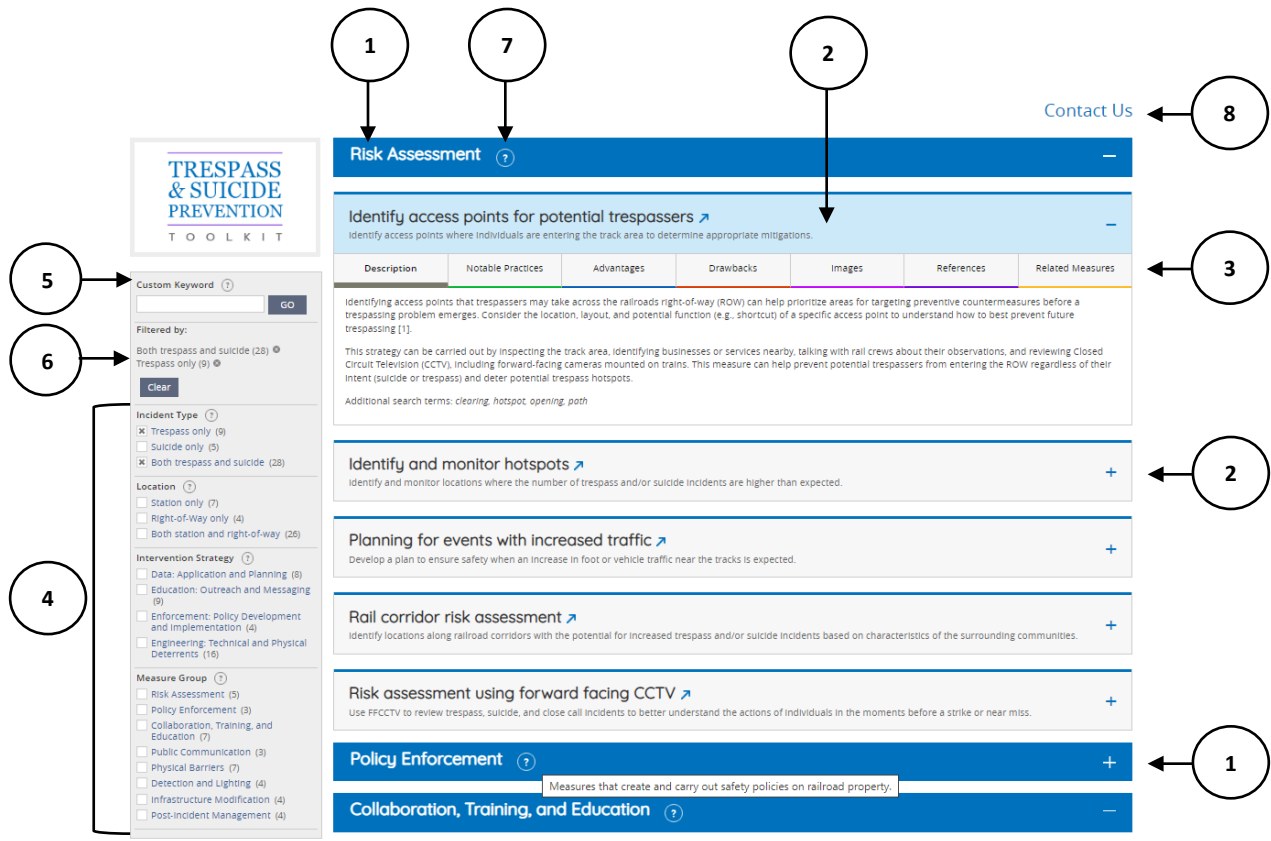 1
7
2
Contact Us
8
TRESPASS
& SUICIDE
PREVENTION
TOOLKIT
5
Custom Keyword ?
GO
6
Filtered by:
Both trespass and suicide (28)
Trespass only (9)
Clear
4
Incident Type ?
Trespass only (9)
Suicide only (5)
Both trespass and suicide (28)
Location ?
Station only (7)
Right-of-Way only (4)
Both station and right-of-way (26)
Intervention Strategy ?
Data: Application and Planning (8)
Education: Outreach and Messaging
(9)
Enforcement: Policy Development
and Implementation (4)
Engineering: Technical and Physical
Deterrents (16)
Measure Group ?
Risk Assessment (5)
Policy Enforcement (3)
Collaboration, Training, and
Education (7)
Public Communication (3)
Physical Barriers (7)
Detection and Lighting (4)
Infrastructure Modification (4)
Post-Incident Management (4)
Risk Assessment ?
Identify access points for potential trespassers
Identify access points where individuals are entering the track area to determine appropriate mitigations.
Description Notable Practices Advantages Drawbacks Images References Related Measures
3
Identifying access points that trespassers may take across the railroads right-of-way (ROW) can help prioritize areas for targeting preventive countermeasures before a
trespassing problem emerges. Consider the location, layout, and potential function (e.g., shortcut) of a specific access point to understand how to best prevent future
trespassing [1].
This strategy can be carried out by inspecting the track area, identifying businesses or services nearby, talking with rail crews about their observations, and reviewing Closed
Circuit Television (CCTV), including forward-facing cameras mounted on trains. This measure can help prevent potential trespassers from entering the ROW regardless of their
intent (suicide or trespass) and deter potential trespass hotspots.
Additional search terms: clearing, hotspot, opening, path
Identify and monitor hotspots
Identify and monitor locations where the number of trespass and/or suicide incidents are higher than expected.
2
Planning for events with increased traffic
Develop a plan to ensure safety when an increase in foot or vehicle traffic near the tracks is expected.
Rail corridor risk assessment
Identify locations along railroad corridors with the potential for increased trespass and/or suicide incidents based on characteristics of the surrounding communities.
Risk assessment using forward facing CCTV
Use FFCCTV to review trespass, suicide, and close call incidents to better understand the actions of individuals in the moments before a strike or near miss.
Policy Enforcement ?
1
Measures that create and carry out safety policies on railroad property.
Collaboration, Training, and Education ?